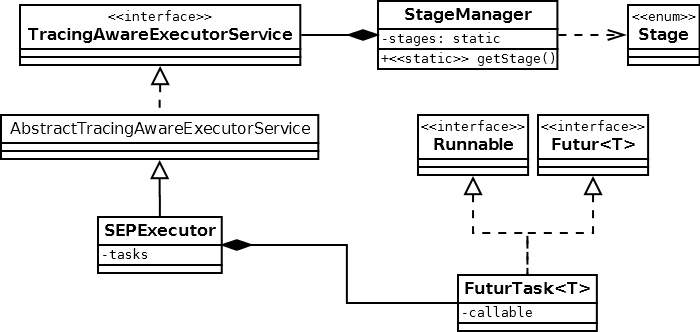 <<interface>>
TracingAwareExecutorService
StageManager
-stages: static
+<<static>> getStage()
<<enum>>
Stage
AbstractTracingAwareExecutorService
<<interface>>
Runnable
<<interface>>
Futur<T>
SEPExecutor
-tasks
FuturTask<T>
-callable